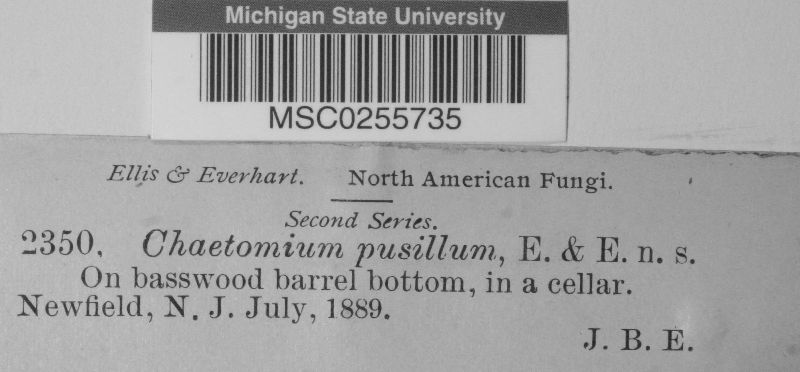 Michigan State University
MSC0255735
Ellis & Everhart. North American Fungi.
Second Series.
2350. Chaetomium pusillum, E. & E. n. s.
On basswood barrel bottom, in a cellar.
Newfield, N. J. July, 1889.
J. B. E.